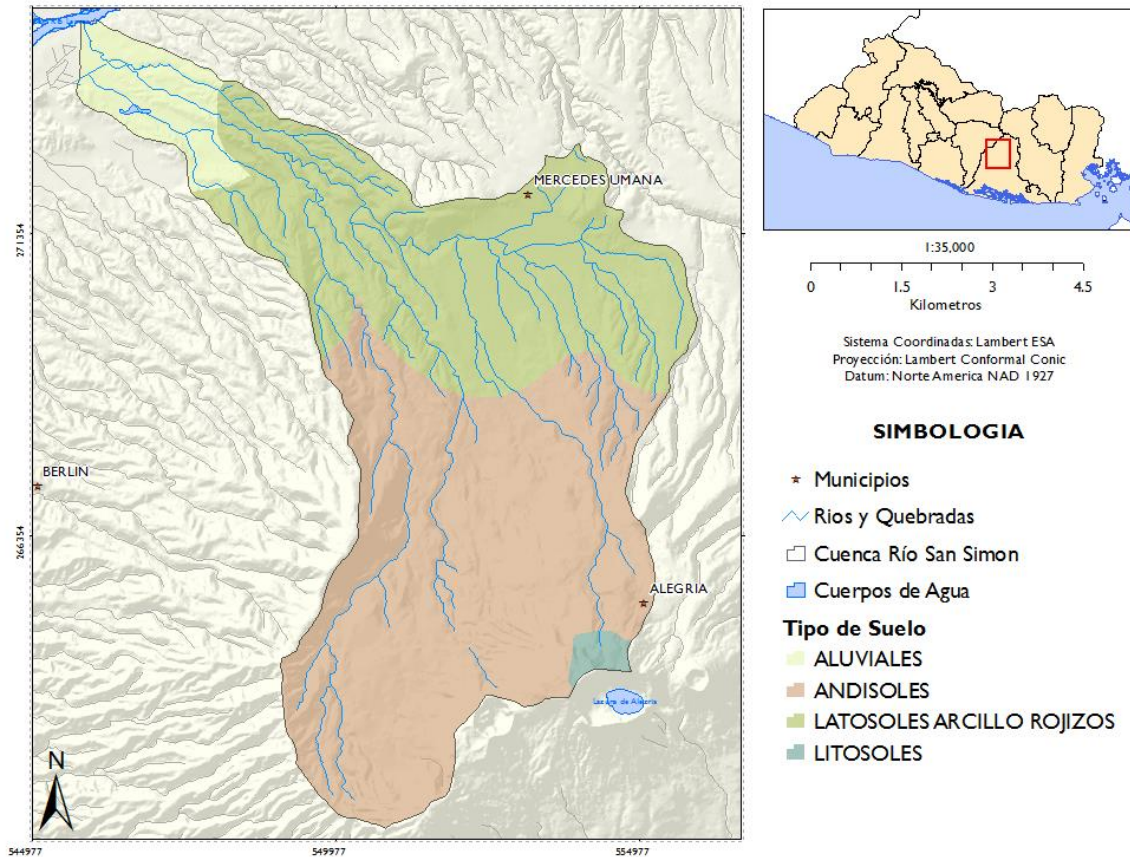 MERCEDES UMANA
BERLIN
ALEGRIA
Laguna de Alegria
N
271354
266354
544977
549977
554977
1:35,000
0 1.5 3 4.5
Kilometros
Sistema Coordinadas: Lambert ESA
Proyección: Lambert Conformal Conic
Datum: Norte America NAD 1927
SIMBOLOGIA
Municipios
Rios y Quebradas
Cuenca Río San Simon
Cuerpos de Agua
Tipo de Suelo
ALUVIALES
ANDISOLES
LATOSOLES ARCILLO ROJIZOS
LITOSOLES